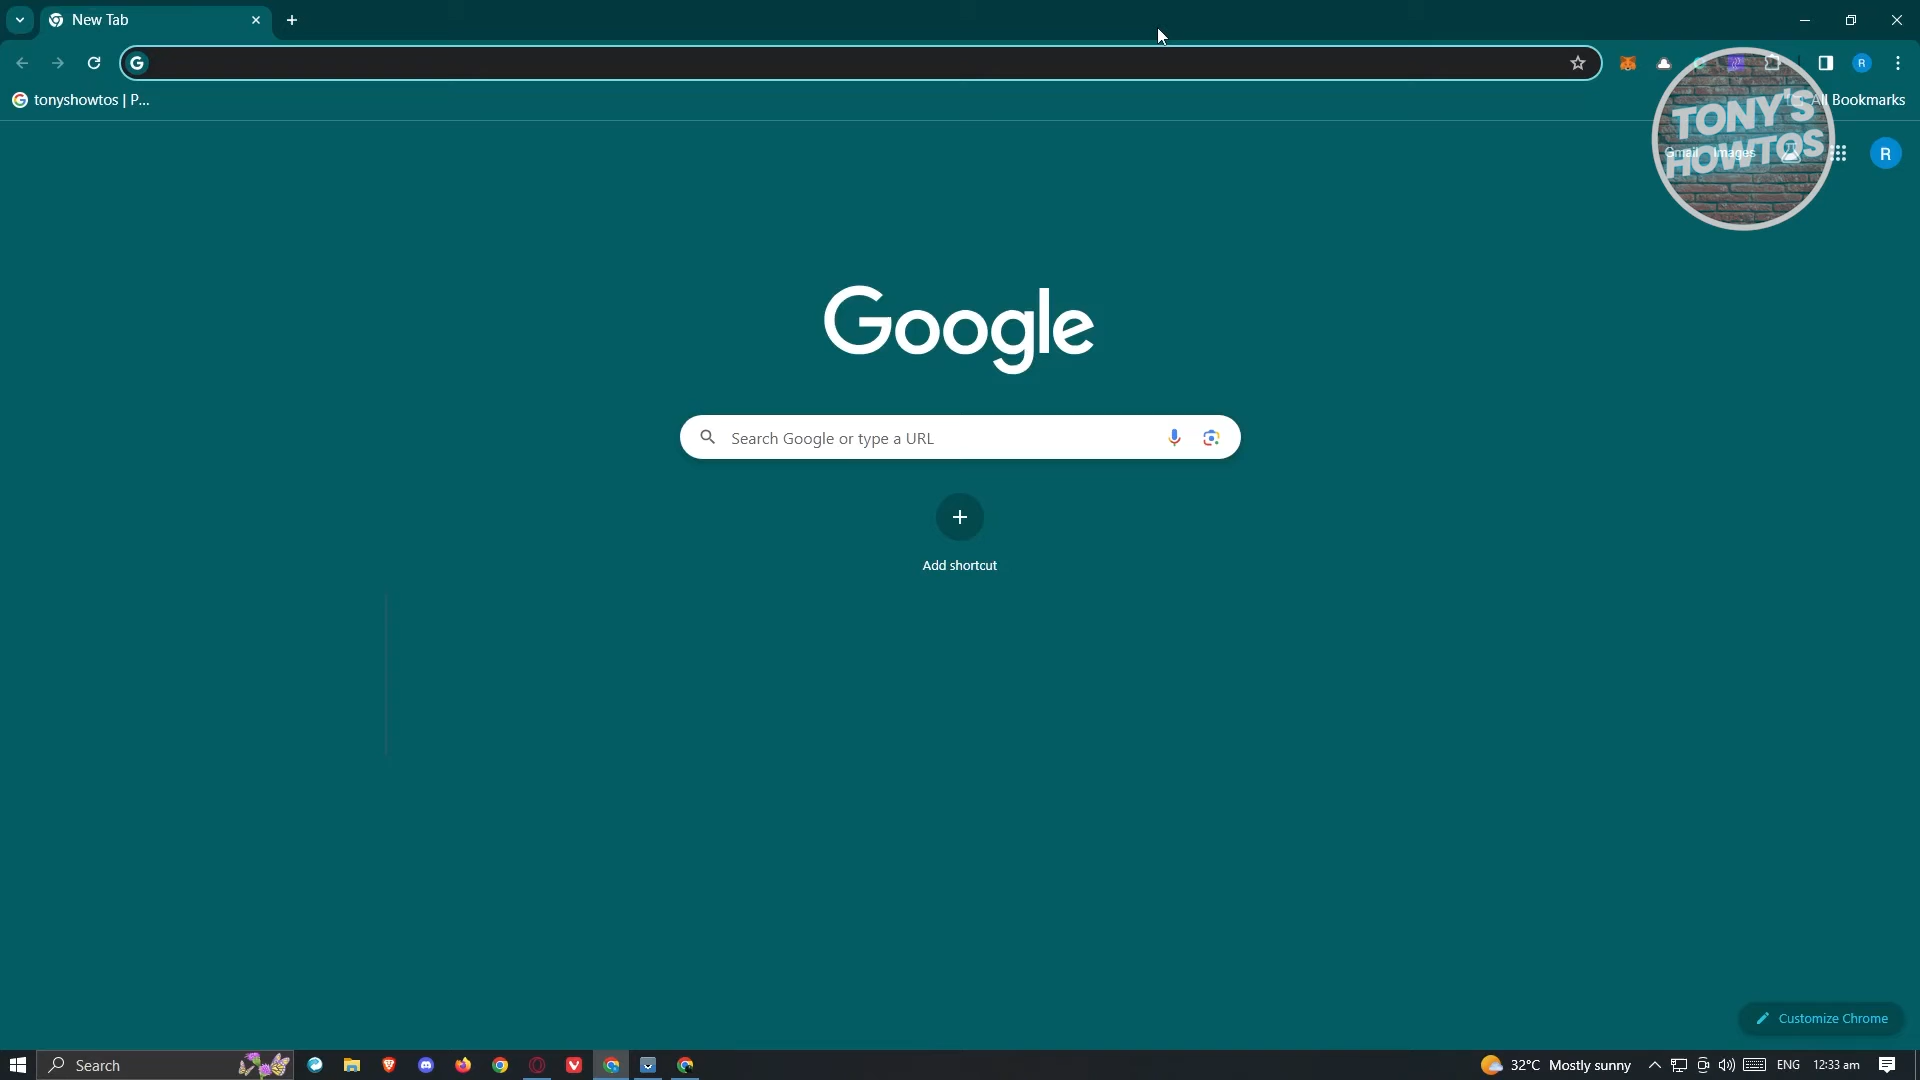 New Tab
tonyshowtos | P...
All Bookmarks
TONY'S
HOWTOS
Gmail Images
R
R
Google
Search Google or type a URL
Add shortcut
Customize Chrome
Search
32°C Mostly sunny
ENG
12:33 am